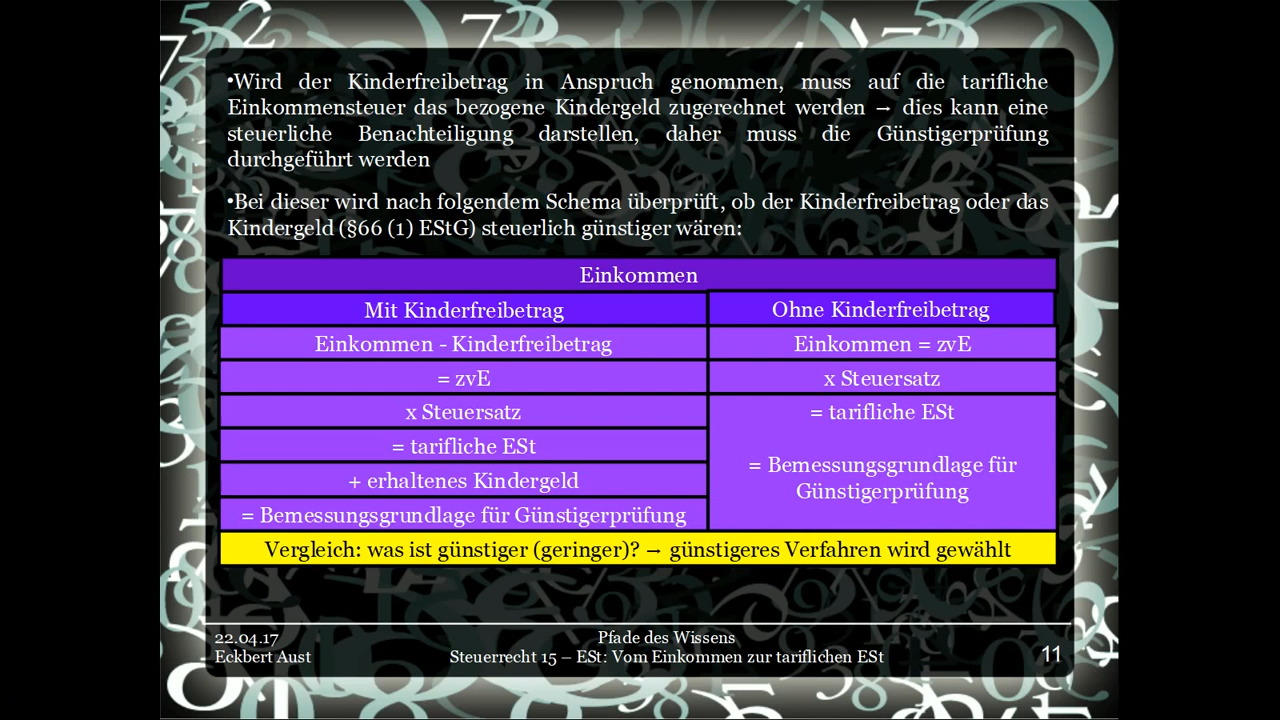 •Wird der Kinderfreibetrag in Anspruch genommen, muss auf die tarifliche
Einkommensteuer das bezogene Kindergeld zugerechnet werden → dies kann eine
steuerliche Benachteiligung darstellen, daher muss die Günstigerprüfung
durchgeführt werden
•Bei dieser wird nach folgendem Schema überprüft, ob der Kinderfreibetrag oder das
Kindergeld (§66 (1) EStG) steuerlich günstiger wären:
Einkommen
Mit Kinderfreibetrag
Ohne Kinderfreibetrag
Einkommen - Kinderfreibetrag
Einkommen = zvE
= zvE
x Steuersatz
x Steuersatz
= tarifliche ESt
= tarifliche ESt
+ erhaltenes Kindergeld
= Bemessungsgrundlage für
Günstigerprüfung
= Bemessungsgrundlage für Günstigerprüfung
Vergleich: was ist günstiger (geringer)? → günstigeres Verfahren wird gewählt
22.04.17
Pfade des Wissens
Eckbert Aust
Steuerrecht 15 – ESt: Vom Einkommen zur tariflichen ESt
11